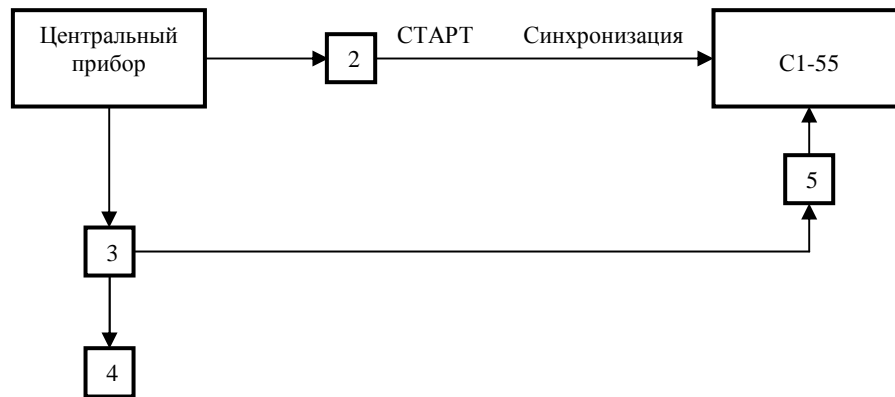 Центральный
прибор
2
СТАРТ
Синхронизация
С1-55
5
3
4